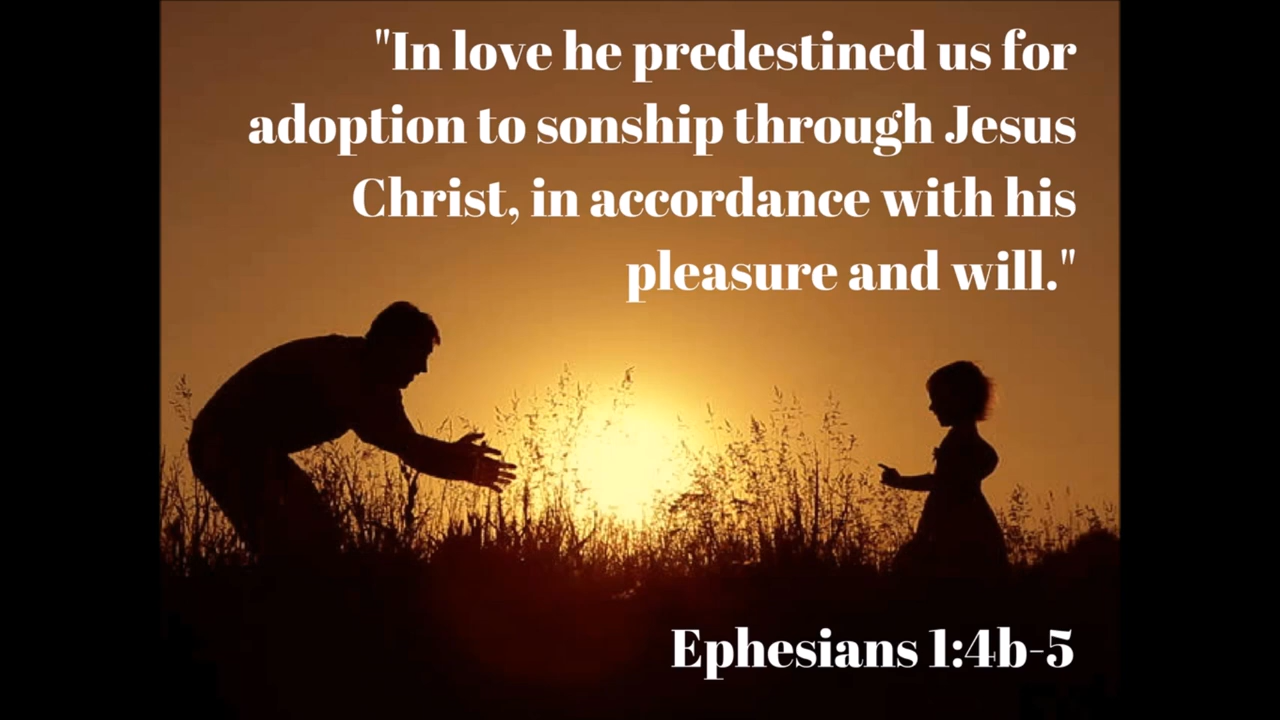 "In love he predestined us for
adoption to sonship through Jesus
Christ, in accordance with his
pleasure and will."
Ephesians 1:4b-5